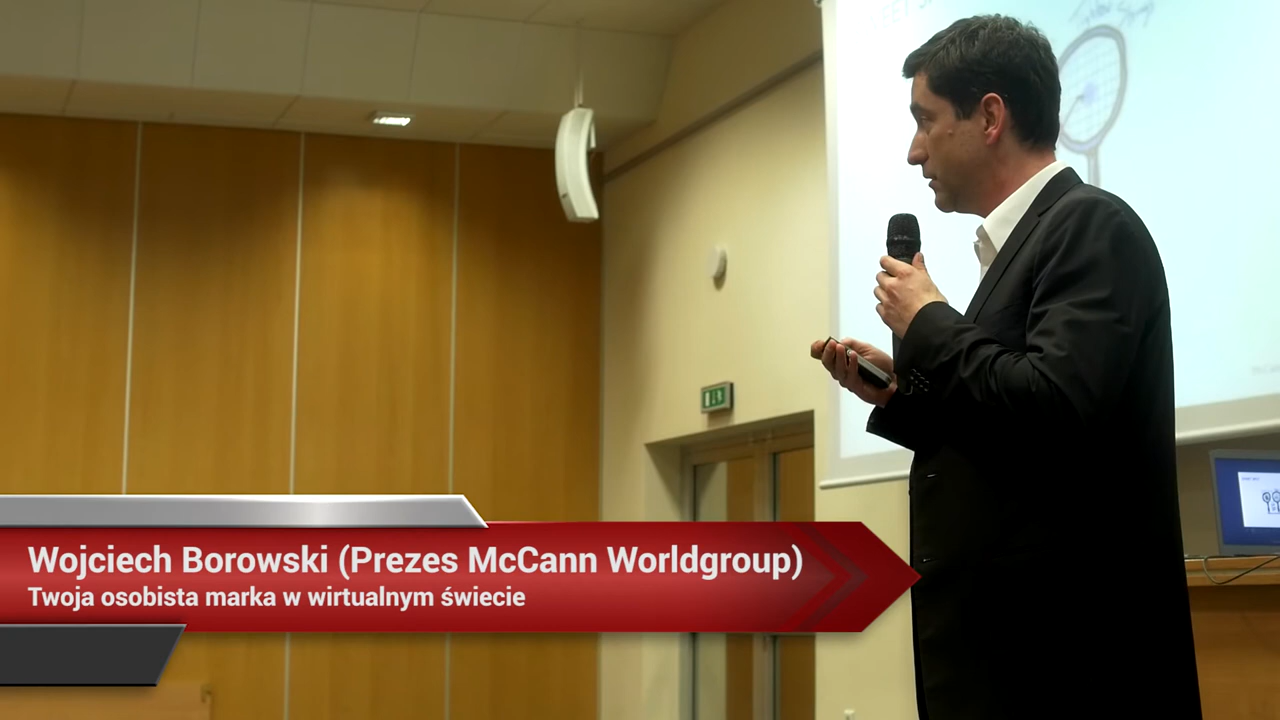 Wojciech Borowski (Prezes McCann Worldgroup)
Twoja osobista marka w wirtualnym świecie